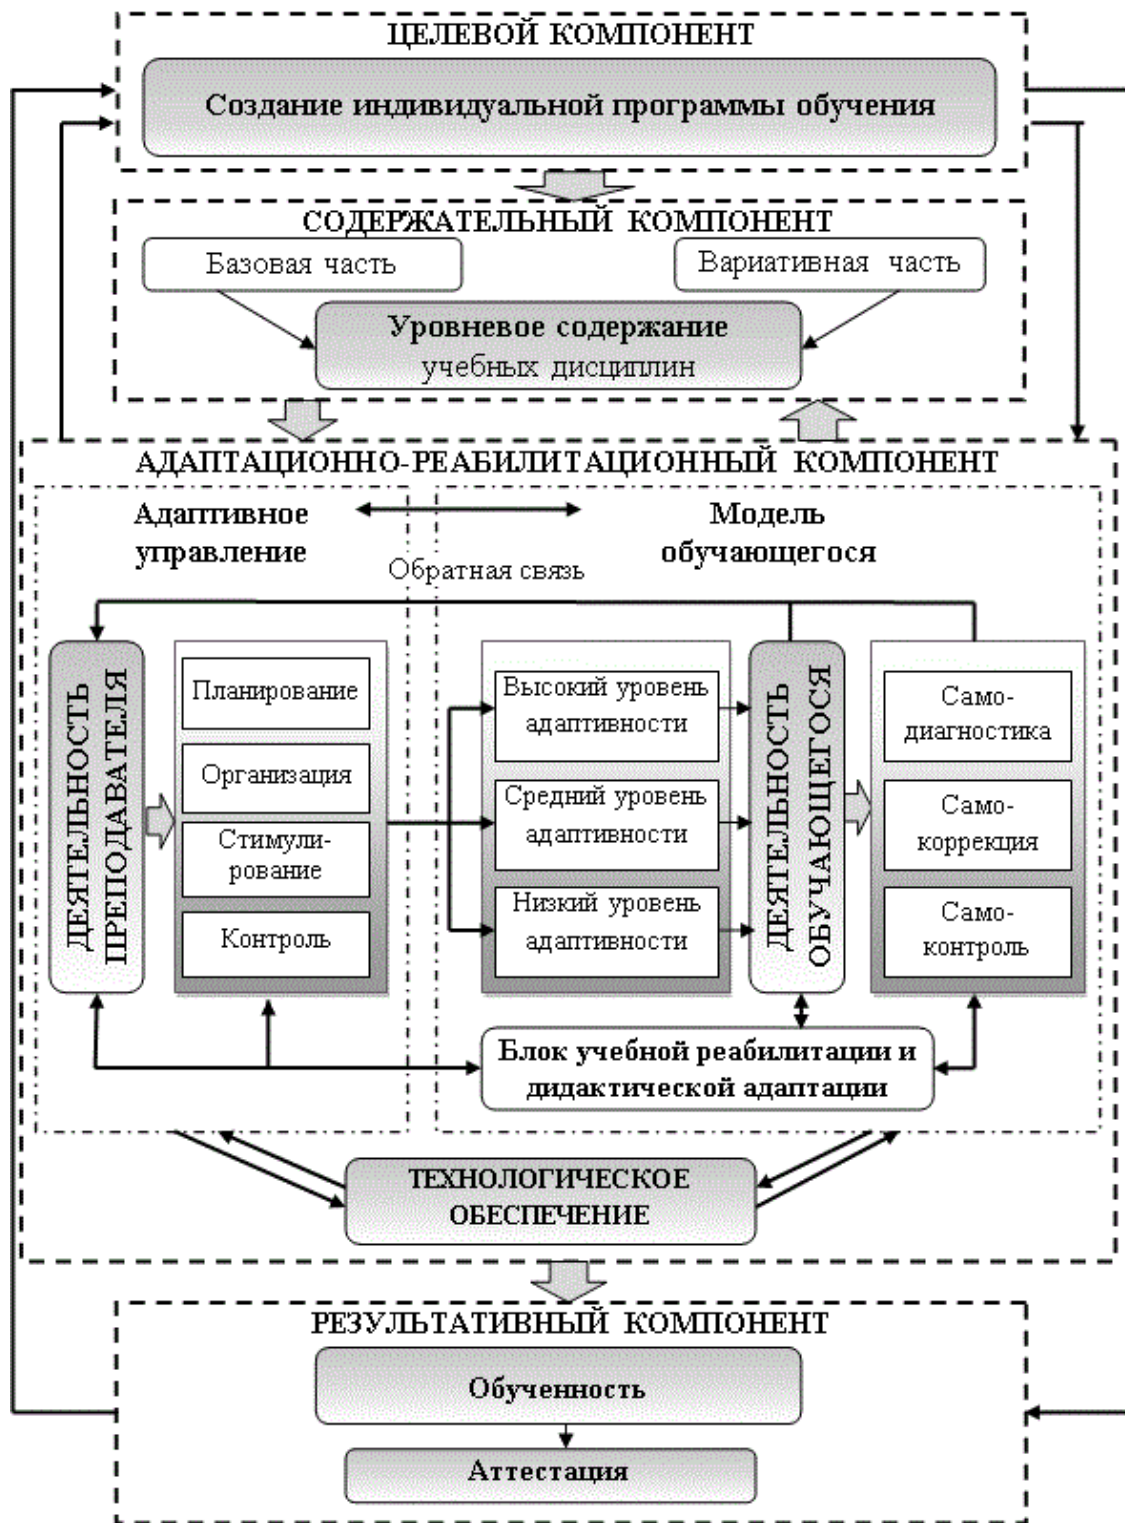 ЦЕЛЕВОЙ КОМПОНЕНТ
Создание индивидуальной программы обучения
СОДЕРЖАТЕЛЬНЫЙ КОМПОНЕНТ
Базовая часть
Вариативная часть
Уровневое содержание
учебных дисциплин
АДАПТАЦИОННО-РЕАБИЛИТАЦИОННЫЙ КОМПОНЕНТ
Адаптивное
управление
Модель
обучающегося
Обратная связь
ДЕЯТЕЛЬНОСТЬ
ПРЕПОДАВАТЕЛЯ
Планирование
Организация
Стимули-
рование
Контроль
Высокий уровень
адаптивности
Средний уровень
адаптивности
Низкий уровень
адаптивности
ДЕЯТЕЛЬНОСТЬ
ОБУЧАЮЩЕГОСЯ
Само-
диагностика
Само-
коррекция
Само-
контроль
Блок учебной реабилитации и
дидактической адаптации
ТЕХНОЛОГИЧЕСКОЕ
ОБЕСПЕЧЕНИЕ
РЕЗУЛЬТАТИВНЫЙ КОМПОНЕНТ
Обученность
Аттестация